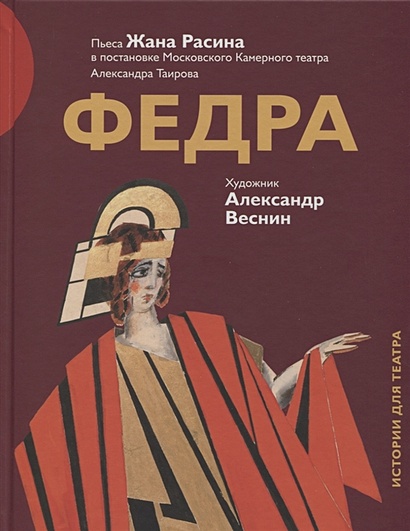 Пьеса Жана Расина
в постановке Московского Камерного театра
Александра Таирова
ФЕДРА
Художник
Александр
Веснин
ИСТОРИИ ДЛЯ ТЕАТРА